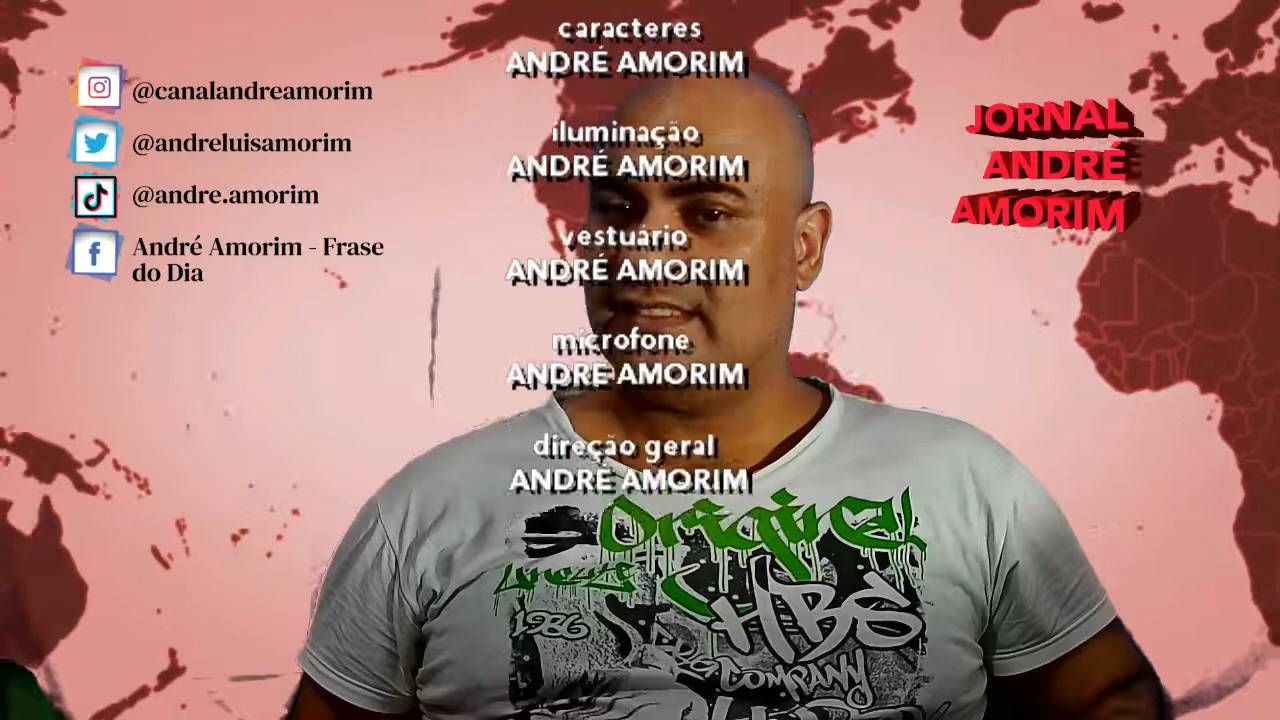 @canalandreamorim
@andreluisamorim
@andre.amorim
André Amorim - Frase
do Dia
caracteres
ANDRÉ AMORIM
iluminação
ANDRÉ AMORIM
vestuário
ANDRÉ AMORIM
microfone
ANDRÉ AMORIM
direção geral
ANDRÉ AMORIM
JORNAL
ANDRÉ
AMORIM
Original
1986
HBS
COMPANY